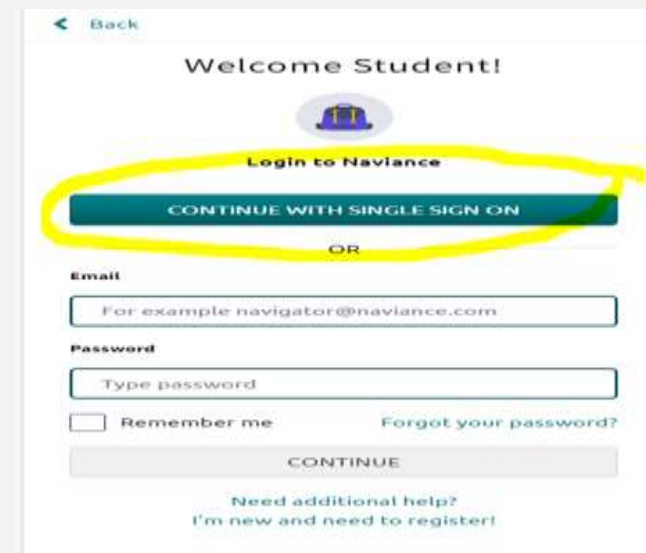 Back
Welcome Student!
Login to Naviance
CONTINUE WITH SINGLE SIGN ON
OR
Email
For example navigator@naviance.com
Password
Type password
Remember me Forgot your password?
CONTINUE
Need additional help?
I'm new and need to register!